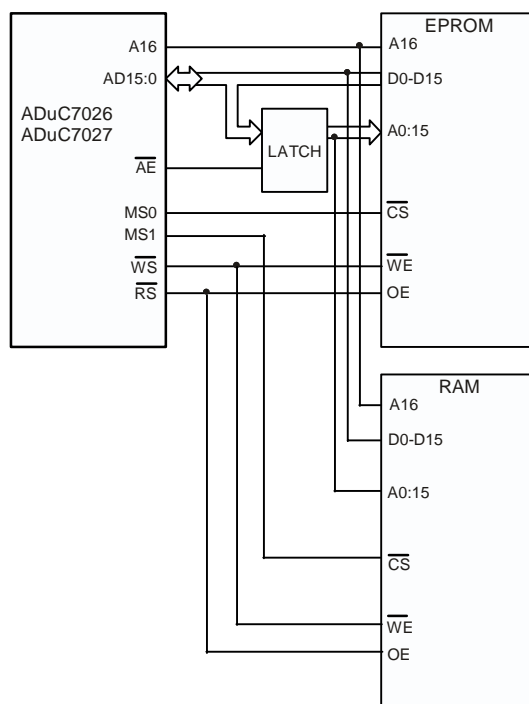 ADuC7026
ADuC7027
A16
AD15:0
AE
MS0
MS1
WS
RS
LATCH
EPROM
A16
D0-D15
A0:15
CS
WE
OE
RAM
A16
D0-D15
A0:15
CS
WE
OE